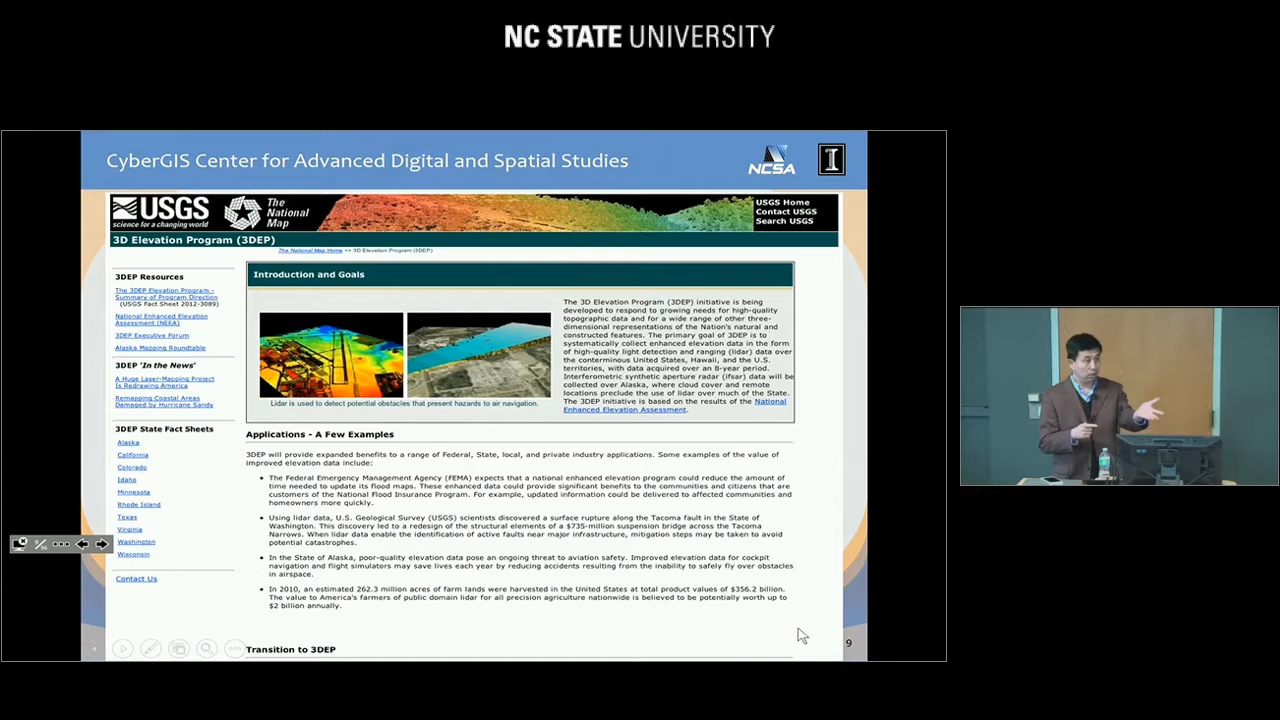 NC STATE UNIVERSITY
CyberGIS Center for Advanced Digital and Spatial Studies
NCSA
I
USGS
science for a changing world
The
National
Map
USGS Home
Contact USGS
Search USGS
3D Elevation Program (3DEP)
The National Map Home >> 3D Elevation Program (3DEP)
3DEP Resources
The 3D Elevation Program –
Summary of Program Direction
(USGS Fact Sheet 2012-3089)
National Enhanced Elevation
Assessment (NEEA)
3DEP Executive Forum
Alaska Mapping Roundtable
3DEP 'In the News'
A Huge Laser-Mapping Project
Is Redrawing America
Remapping Coastal Areas
Damaged by Hurricane Sandy
3DEP State Fact Sheets
Alaska
California
Colorado
Idaho
Minnesota
Rhode Island
Texas
Virginia
Washington
Wisconsin
Contact Us
Introduction and Goals
Lidar is used to detect potential obstacles that present hazards to air navigation.
The 3D Elevation Program (3DEP) initiative is being
developed to respond to growing needs for high-quality
topographic data and for a wide range of other three-
dimensional representations of the Nation's natural and
constructed features. The primary goal of 3DEP is to
systematically collect enhanced elevation data in the form
of high-quality light detection and ranging (lidar) data over
the conterminous United States, Hawaii, and the U.S.
territories, with data acquired over an 8-year period.
Interferometric synthetic aperture radar (ifsar) data will be
collected over Alaska, where cloud cover and remote
locations preclude the use of lidar over much of the State.
The 3DEP initiative is based on the results of the National
Enhanced Elevation Assessment.
Applications - A Few Examples
3DEP will provide expanded benefits to a range of Federal, State, local, and private industry applications. Some examples of the value of
improved elevation data include:
• The Federal Emergency Management Agency (FEMA) expects that a national enhanced elevation program could reduce the amount of
time needed to update its flood maps. These enhanced data could provide significant benefits to the communities and citizens that are
customers of the National Flood Insurance Program. For example, updated information could be delivered to affected communities and
homeowners more quickly.
• Using lidar data, U.S. Geological Survey (USGS) scientists discovered a surface rupture along the Tacoma fault in the State of
Washington. This discovery led to a redesign of the structural elements of a $735-million suspension bridge across the Tacoma
Narrows. When lidar data enable the identification of active faults near major infrastructure, mitigation steps may be taken to avoid
potential catastrophes.
• In the State of Alaska, poor-quality elevation data pose an ongoing threat to aviation safety. Improved elevation data for cockpit
navigation and flight simulators may save lives each year by reducing accidents resulting from the inability to safely fly over obstacles
in airspace.
• In 2010, an estimated 262.3 million acres of farm lands were harvested in the United States at total product values of $356.2 billion.
The value to America's farmers of public domain lidar for all precision agriculture nationwide is believed to be potentially worth up to
$2 billion annually.
Transition to 3DEP
9